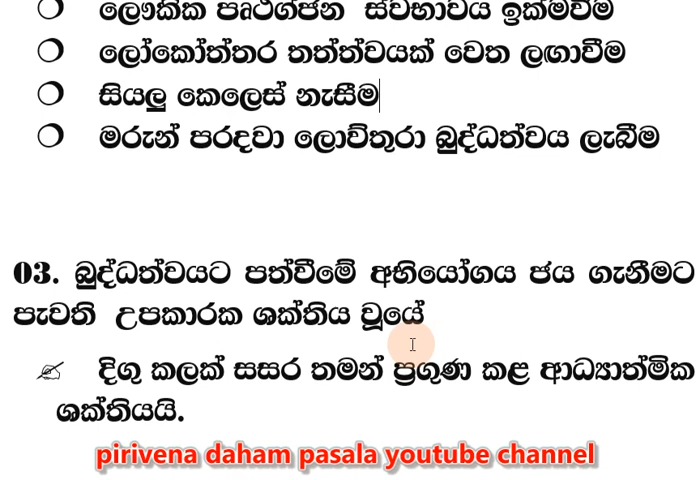 ලෞකික පෘථග්ජන ස්වභාවය ඉක්මවීම
ලෝකෝත්තර තත්ත්වයක් වෙත ලඟාවීම
සියලු කෙලෙස් නැසීම
මරුන් පරදවා ලොව්තුරා බුද්ධත්වය ලැබීම
03. බුද්ධත්වයට පත්වීමේ අභියෝගය ජය ගැනීමට
පැවති උපකාරක ශක්තිය වූයේ
දිගු කලක් සසර තමන් ප්‍රගුණ කළ ආධ්‍යාත්මික
ශක්තියයි.
pirivena daham pasala youtube channel